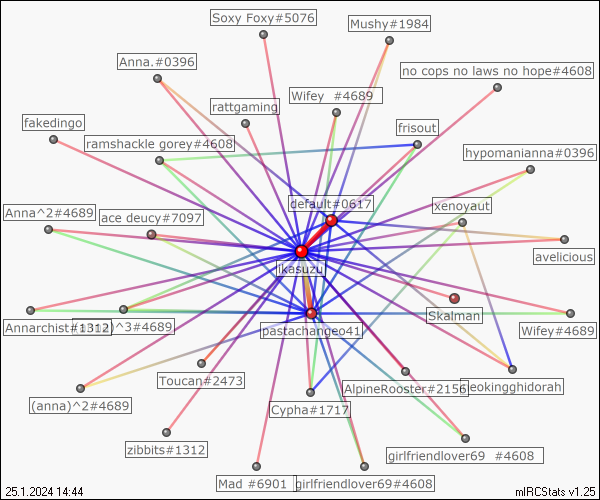 Soxy Foxy#5076
Mushy#1984
Anna.#0396
no cops no laws no hope#4608
Wifey #4689
rattgaming
fakedingo
frisout
ramshackle gorey#4608
hypomanianna#0396
default#0617
xenoyaut
Anna^2#4689
ace deucy#7097
avelicious
ikasuzu
Skalman
Annarchist#1312
)^3#4689
pastachangeo41
Wifey#4689
Toucan#2473
AlpineRooster#2156
eokingghidorah
(anna)^2#4689
Cypha#1717
zibbits#1312
girlfriendlover69 #4608
Mad #6901
girlfriendlover69#4608
25.1.2024 14:44
mIRCStats v1.25